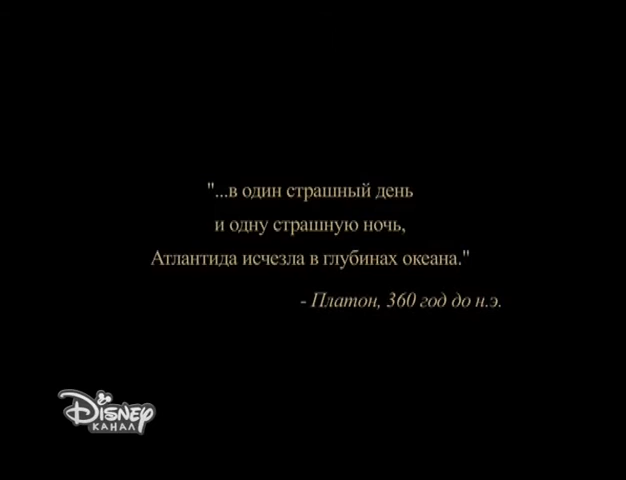 "...в один страшный день
и одну страшную ночь,
Атлантида исчезла в глубинах океана."
- Платон, 360 год до н.э.
Disney
КАНАЛ